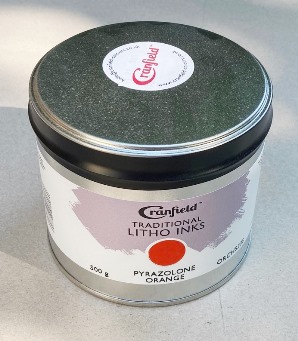 Cranfield
Cranfield
TRADITIONAL
LITHO INKS
500 g
PYRAZOLONE
ORANGE